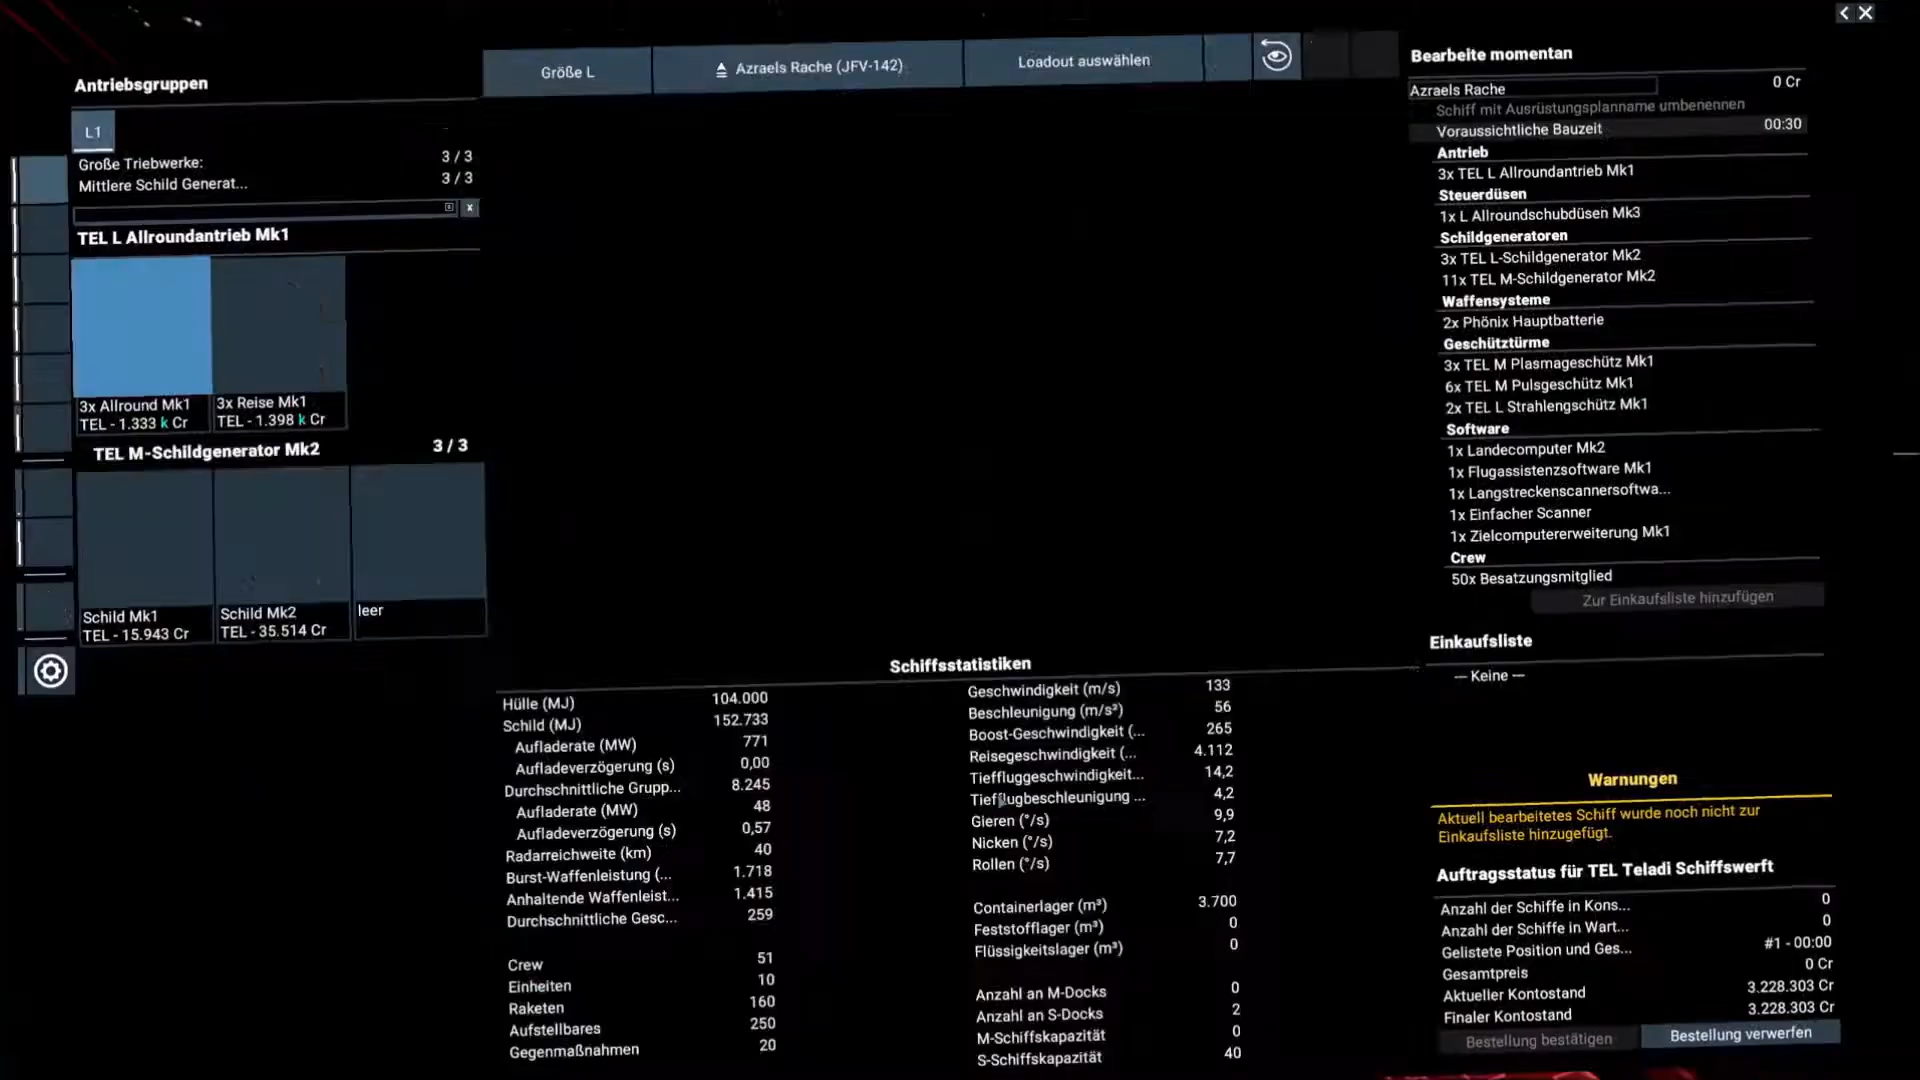 Antriebsgruppen
L1
Große Triebwerke: 3 / 3
Mittlere Schild Generat... 3 / 3
x
TEL L Allroundantrieb Mk1
3x Allround Mk1
TEL - 1.333 k Cr
3x Reise Mk1
TEL - 1.398 k Cr
TEL M-Schildgenerator Mk2 3 / 3
Schild Mk1
TEL - 15.943 Cr
Schild Mk2
TEL - 35.514 Cr
leer
Größe L
Azraels Rache (JFV-142)
Loadout auswählen
Schiffsstatistiken
Hülle (MJ) 104.000
Schild (MJ) 152.733
Aufladerate (MW) 771
Aufladeverzögerung (s) 0,00
Durchschnittliche Grupp... 8.245
Aufladerate (MW) 48
Aufladeverzögerung (s) 0,57
Radarreichweite (km) 40
Burst-Waffenleistung (... 1.718
Anhaltende Waffenleist... 1.415
Durchschnittliche Gesc... 259
Crew 51
Einheiten 10
Raketen 160
Aufstellbares 250
Gegenmaßnahmen 20
Geschwindigkeit (m/s) 133
Beschleunigung (m/s²) 56
Boost-Geschwindigkeit (... 265
Reisegeschwindigkeit (... 4.112
Tieffluggeschwindigkeit... 14,2
Tiefflugbeschleunigung ... 4,2
Gieren (°/s) 9,9
Nicken (°/s) 7,2
Rollen (°/s) 7,7
Containerlager (m³) 3.700
Feststofflager (m³) 0
Flüssigkeitslager (m³) 0
Anzahl an M-Docks 0
Anzahl an S-Docks 2
M-Schiffskapazität 0
S-Schiffskapazität 40
Bearbeite momentan
Azraels Rache 0 Cr
Schiff mit Ausrüstungsplanname umbenennen
Voraussichtliche Bauzeit 00:30
Antrieb
3x TEL L Allroundantrieb Mk1
Steuerdüsen
1x L Allroundschubdüsen Mk3
Schildgeneratoren
3x TEL L-Schildgenerator Mk2
11x TEL M-Schildgenerator Mk2
Waffensysteme
2x Phönix Hauptbatterie
Geschütztürme
3x TEL M Plasmageschütz Mk1
6x TEL M Pulsgeschütz Mk1
2x TEL L Strahlengschütz Mk1
Software
1x Landecomputer Mk2
1x Flugassistenzsoftware Mk1
1x Langstreckenscannersoftwa...
1x Einfacher Scanner
1x Zielcomputererweiterung Mk1
Crew
50x Besatzungsmitglied
Zur Einkaufsliste hinzufügen
Einkaufsliste
— Keine —
Warnungen
Aktuell bearbeitetes Schiff wurde noch nicht zur
Einkaufsliste hinzugefügt.
Auftragsstatus für TEL Teladi Schiffswerft
Anzahl der Schiffe in Kons... 0
Anzahl der Schiffe in Wart... 0
Gelistete Position und Ges... #1 - 00:00
Gesamtpreis 0 Cr
Aktueller Kontostand 3.228.303 Cr
Finaler Kontostand 3.228.303 Cr
Bestellung bestätigen
Bestellung verwerfen